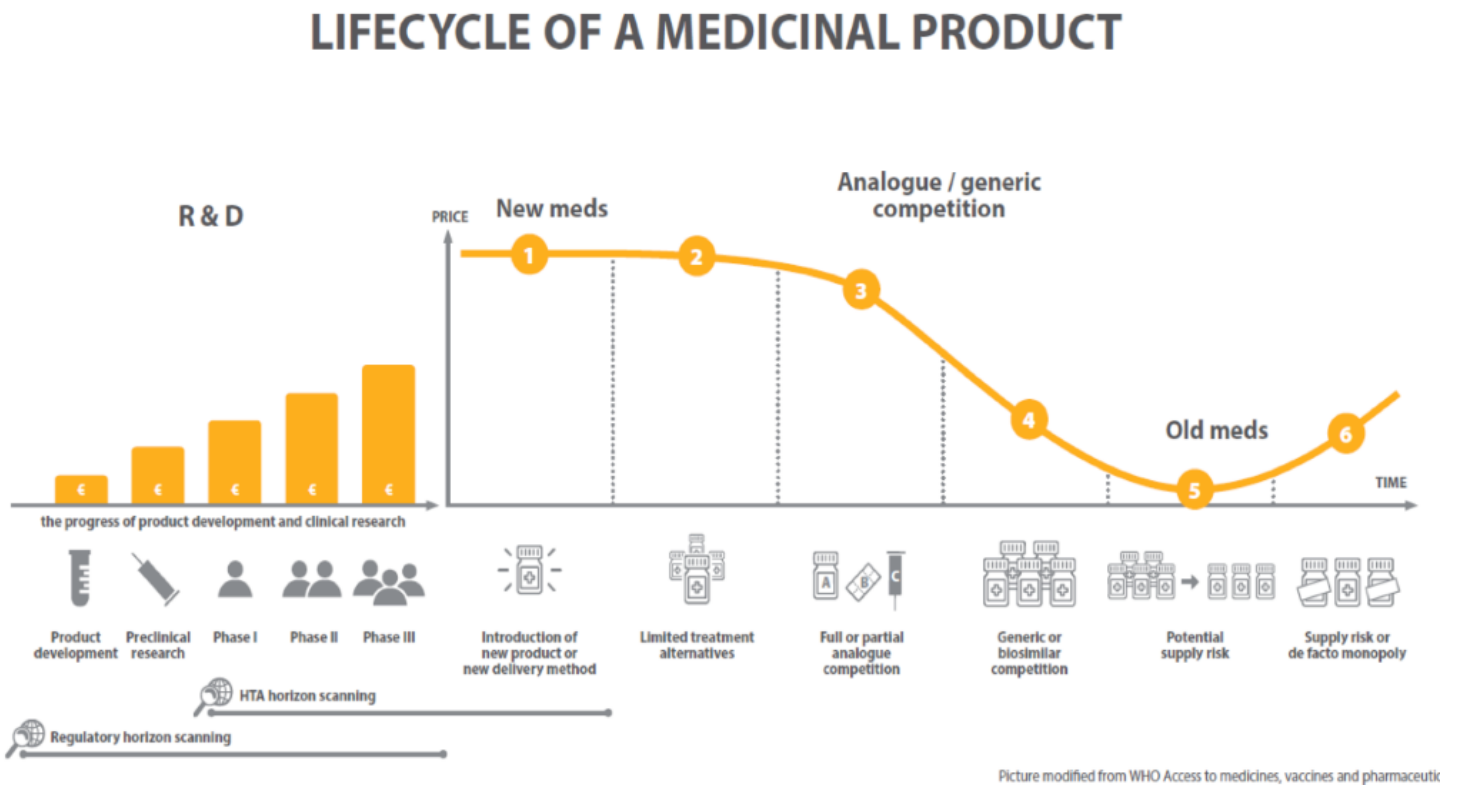 LIFECYCLE OF A MEDICINAL PRODUCT
R & D
PRICE
New meds
Analogue / generic
competition
1
2
3
4
5
6
Old meds
TIME
€
€
€
€
€
the progress of product development and clinical research
Product
development
Preclinical
research
Phase I
Phase II
Phase III
Introduction of
new product or
new delivery method
Limited treatment
alternatives
A
B
C
Full or partial
analogue
competition
Generic or
biosimilar
competition
Potential
supply risk
Supply risk or
de facto monopoly
HTA horizon scanning
Regulatory horizon scanning
Picture modified from WHO Access to medicines, vaccines and